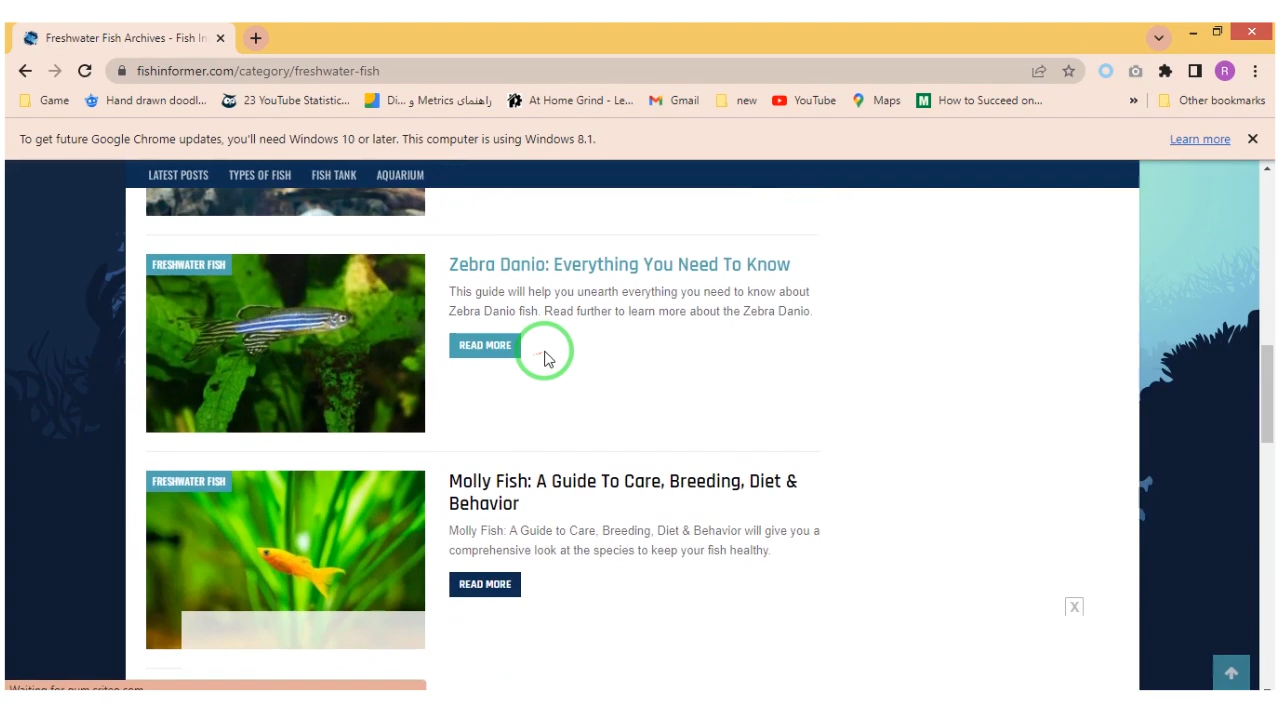 Freshwater Fish Archives - Fish In
fishinformer.com/category/freshwater-fish
R
Game Hand drawn doodl... 23 YouTube Statistic... راهنمای Metrics و Di... At Home Grind - Le... Gmail new YouTube Maps How to Succeed on... » Other bookmarks
To get future Google Chrome updates, you'll need Windows 10 or later. This computer is using Windows 8.1. Learn more
LATEST POSTS TYPES OF FISH FISH TANK AQUARIUM
FRESHWATER FISH
Zebra Danio: Everything You Need To Know
This guide will help you unearth everything you need to know about
Zebra Danio fish. Read further to learn more about the Zebra Danio.
READ MORE
FRESHWATER FISH
Molly Fish: A Guide To Care, Breeding, Diet &
Behavior
Molly Fish: A Guide to Care, Breeding, Diet & Behavior will give you a
comprehensive look at the species to keep your fish healthy.
READ MORE
X
Waiting for